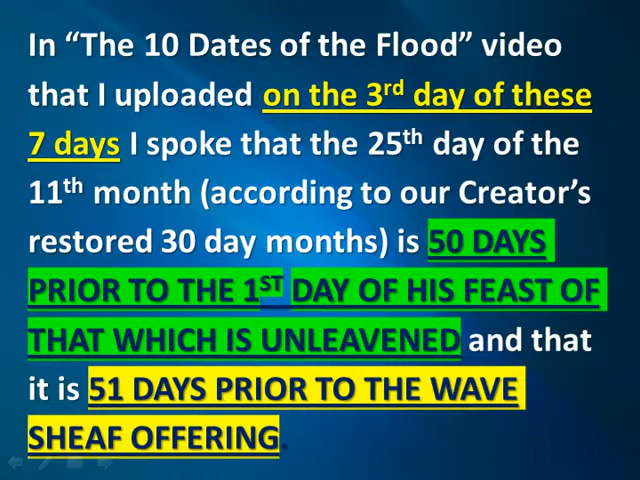 In “The 10 Dates of the Flood” video
that I uploaded on the 3rd day of these
7 days I spoke that the 25th day of the
11th month (according to our Creator’s
restored 30 day months) is 50 DAYS
PRIOR TO THE 1ST DAY OF HIS FEAST OF
THAT WHICH IS UNLEAVENED and that
it is 51 DAYS PRIOR TO THE WAVE
SHEAF OFFERING.